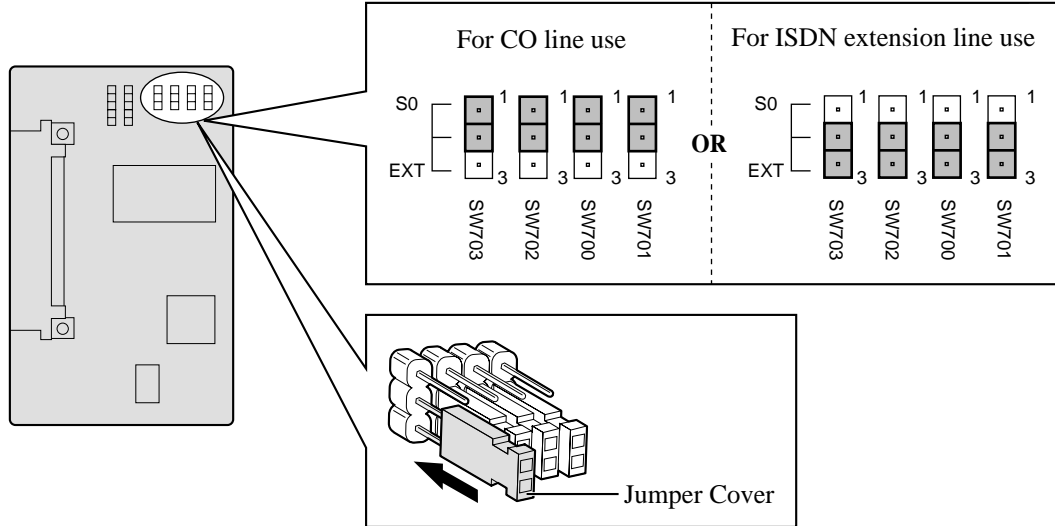 For CO line use
S0
EXT
1 1 1 1
3 3 3 3
SW703
SW702
SW700
SW701
OR
For ISDN extension line use
S0
EXT
1 1 1 1
3 3 3 3
SW703
SW702
SW700
SW701
Jumper Cover